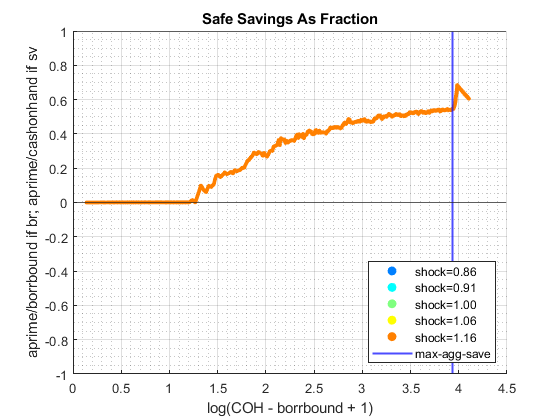 Safe Savings As Fraction
aprime/borrbound if br; aprime/cashonhand if sv
1
0.8
0.6
0.4
0.2
0
-0.2
-0.4
-0.6
-0.8
-1
shock=0.86
shock=0.91
shock=1.00
shock=1.06
shock=1.16
max-agg-save
0 0.5 1 1.5 2 2.5 3 3.5 4 4.5
log(COH - borrbound + 1)